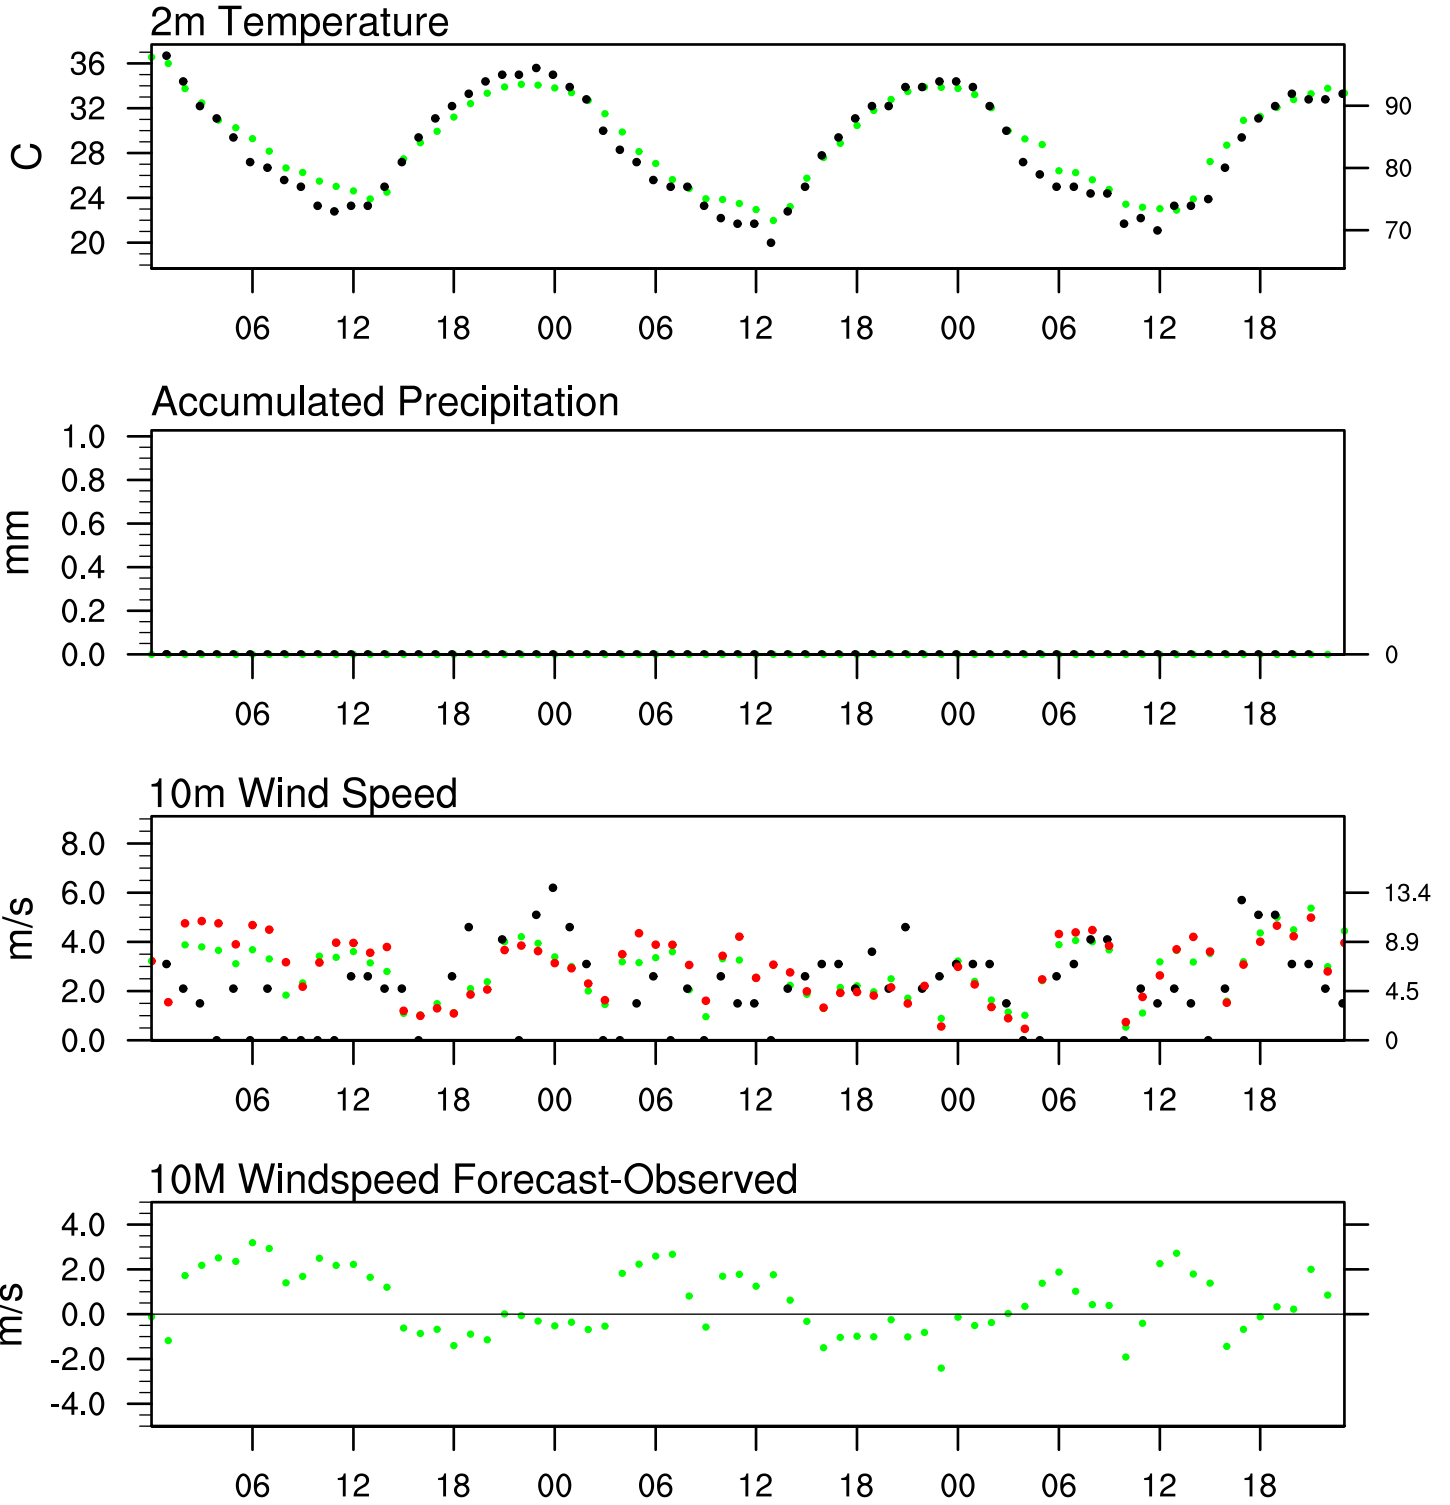 2m Temperature
36
32
28
24
20
C
90
80
70
06 12 18 00 06 12 18 00 06 12 18
Accumulated Precipitation
1.0
0.8
0.6
0.4
0.2
0.0
mm
0
06 12 18 00 06 12 18 00 06 12 18
10m Wind Speed
8.0
6.0
4.0
2.0
0.0
m/s
13.4
8.9
4.5
0
06 12 18 00 06 12 18 00 06 12 18
10M Windspeed Forecast-Observed
4.0
2.0
0.0
-2.0
-4.0
m/s
06 12 18 00 06 12 18 00 06 12 18